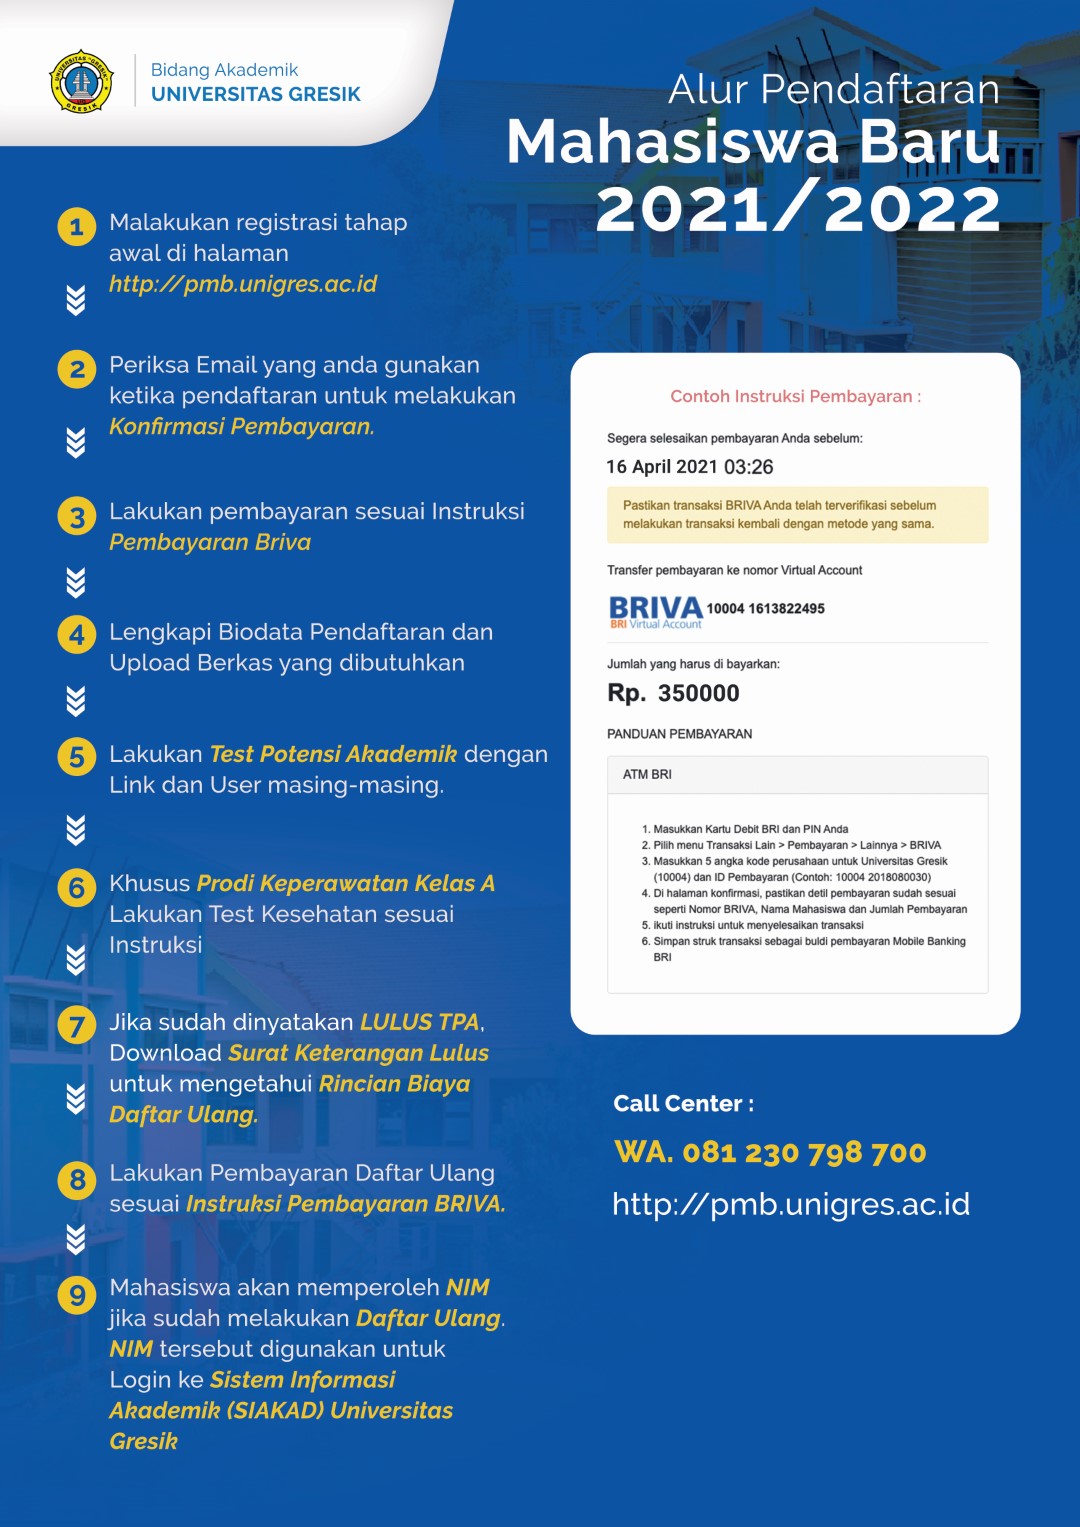 UNIVERSITAS "GRESIK"
GRESIK
Bidang Akademik
UNIVERSITAS GRESIK
Alur Pendaftaran
Mahasiswa Baru
2021/2022
1
Malakukan registrasi tahap
awal di halaman
http://pmb.unigres.ac.id
2
Periksa Email yang anda gunakan
ketika pendaftaran untuk melakukan
Konfirmasi Pembayaran.
3
Lakukan pembayaran sesuai Instruksi
Pembayaran Briva
4
Lengkapi Biodata Pendaftaran dan
Upload Berkas yang dibutuhkan
5
Lakukan Test Potensi Akademik dengan
Link dan User masing-masing.
6
Khusus Prodi Keperawatan Kelas A
Lakukan Test Kesehatan sesuai
Instruksi
7
Jika sudah dinyatakan LULUS TPA,
Download Surat Keterangan Lulus
untuk mengetahui Rincian Biaya
Daftar Ulang.
8
Lakukan Pembayaran Daftar Ulang
sesuai Instruksi Pembayaran BRIVA.
9
Mahasiswa akan memperoleh NIM
jika sudah melakukan Daftar Ulang.
NIM tersebut digunakan untuk
Login ke Sistem Informasi
Akademik (SIAKAD) Universitas
Gresik
Contoh Instruksi Pembayaran :
Segera selesaikan pembayaran Anda sebelum:
16 April 2021 03:26
Pastikan transaksi BRIVA Anda telah terverifikasi sebelum
melakukan transaksi kembali dengan metode yang sama.
Transfer pembayaran ke nomor Virtual Account
BRIVA 10004 1613822495
BRI Virtual Account
Jumlah yang harus di bayarkan:
Rp. 350000
PANDUAN PEMBAYARAN
ATM BRI
1. Masukkan Kartu Debit BRI dan PIN Anda
2. Pilih menu Transaksi Lain > Pembayaran > Lainnya > BRIVA
3. Masukkan 5 angka kode perusahaan untuk Universitas Gresik
(10004) dan ID Pembayaran (Contoh: 10004 2018080030)
4. Di halaman konfirmasi, pastikan detil pembayaran sudah sesuai
seperti Nomor BRIVA, Nama Mahasiswa dan Jumlah Pembayaran
5. ikuti instruksi untuk menyelesaikan transaksi
6. Simpan struk transaksi sebagai buldi pembayaran Mobile Banking
BRI
Call Center :
WA. 081 230 798 700
http://pmb.unigres.ac.id